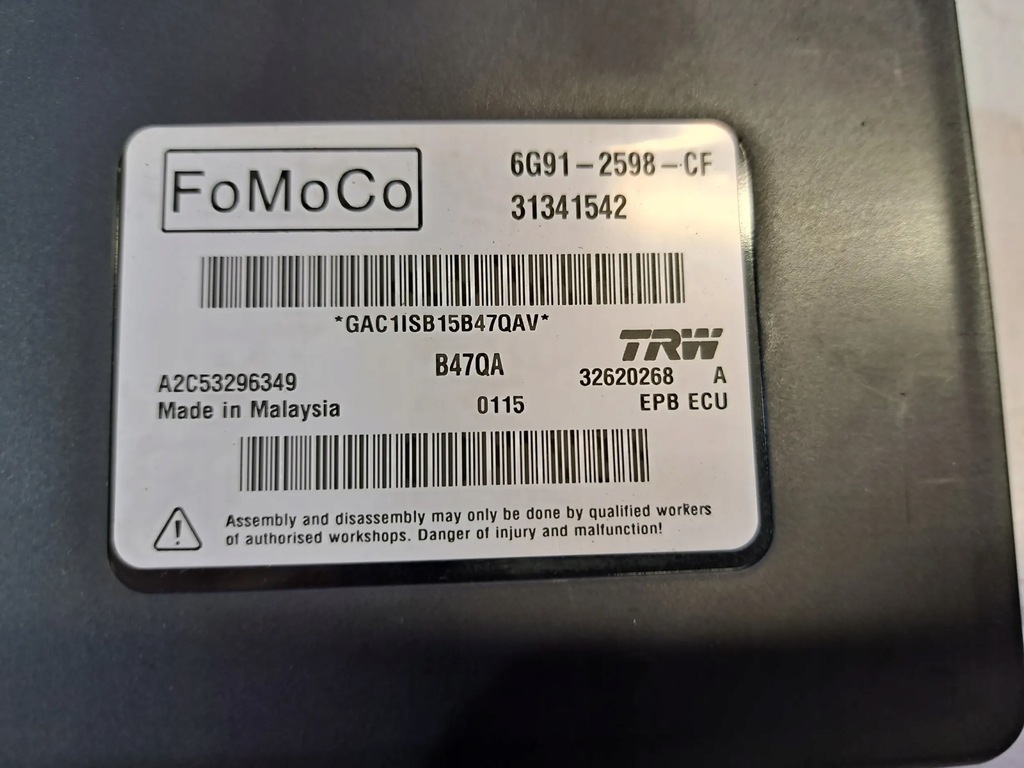 FoMoCo
6G91-2598-CF
31341542
*GAC1ISB15B47QAV*
TRW
B47QA
32620268 A
A2C53296349
Made in Malaysia
0115
EPB ECU
Assembly and disassembly may only be done by qualified workers
of authorised workshops. Danger of injury and malfunction!